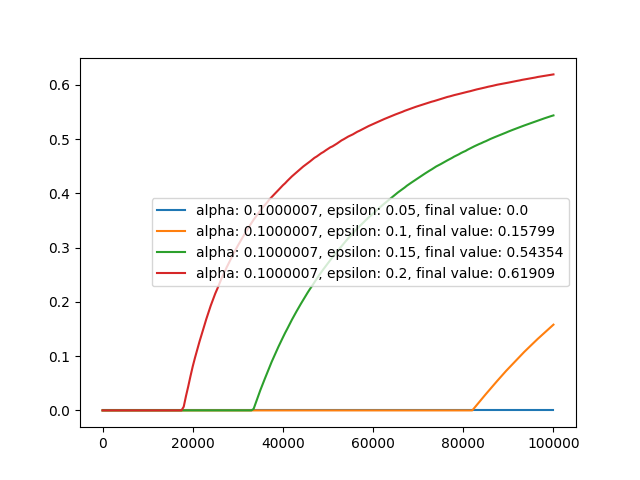 0.6
0.5
0.4
0.3
0.2
0.1
0.0
alpha: 0.1000007, epsilon: 0.05, final value: 0.0
alpha: 0.1000007, epsilon: 0.1, final value: 0.15799
alpha: 0.1000007, epsilon: 0.15, final value: 0.54354
alpha: 0.1000007, epsilon: 0.2, final value: 0.61909
0 20000 40000 60000 80000 100000